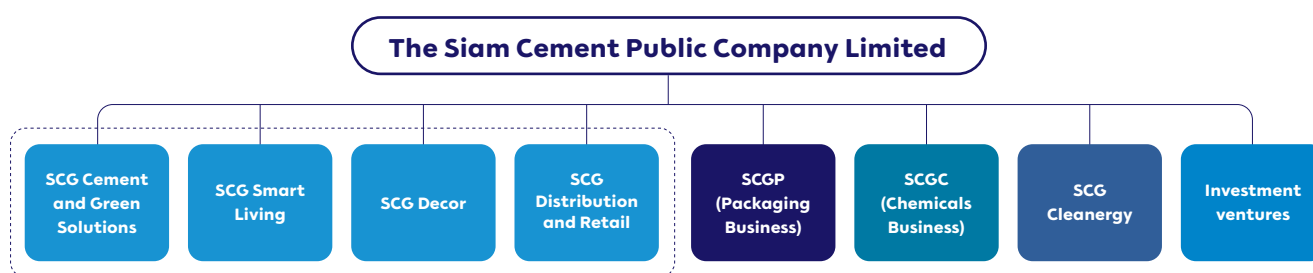 The Siam Cement Public Company Limited
SCG Cement
and Green
Solutions
SCG Smart
Living
SCG Decor
SCG
Distribution
and Retail
SCGP
(Packaging
Business)
SCGC
(Chemicals
Business)
SCG
Cleanergy
Investment
ventures